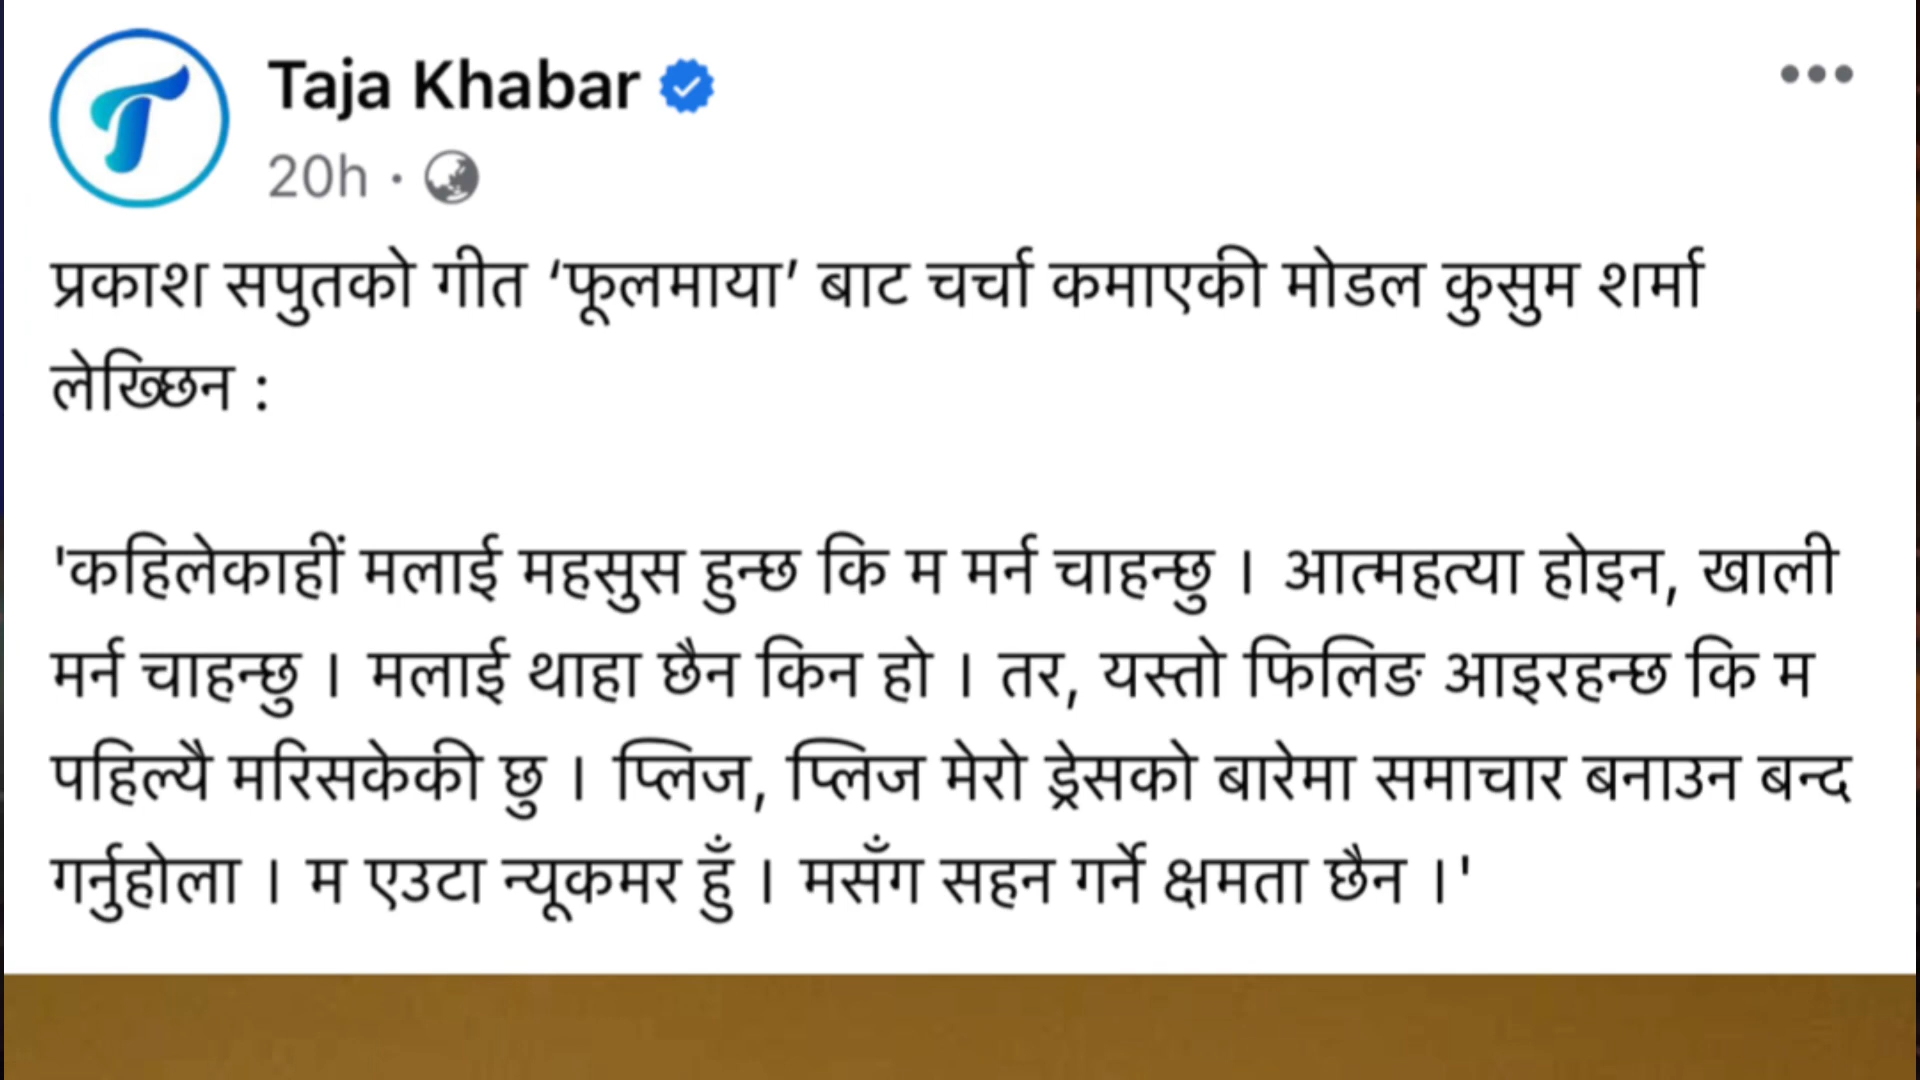 Taja Khabar
20h ·
प्रकाश सपुतको गीत ‘फूलमाया’ बाट चर्चा कमाएकी मोडल कुसुम शर्मा
लेख्छिन :
'कहिलेकाहीं मलाई महसुस हुन्छ कि म मर्न चाहन्छु । आत्महत्या होइन, खाली
मर्न चाहन्छु । मलाई थाहा छैन किन हो । तर, यस्तो फिलिङ आइरहन्छ कि म
पहिल्यै मरिसकेकी छु । प्लिज, प्लिज मेरो ड्रेसको बारेमा समाचार बनाउन बन्द
गर्नुहोला । म एउटा न्यूकमर हुँ । मसँग सहन गर्ने क्षमता छैन ।'